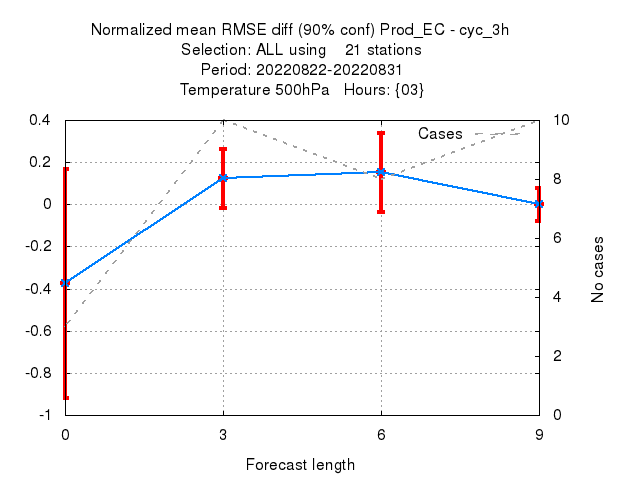 Normalized mean RMSE diff (90% conf) Prod_EC - cyc_3h
Selection: ALL using    21 stations
Period: 20220822-20220831
Temperature 500hPa   Hours: {03}
0.4
0.2
0
-0.2
-0.4
-0.6
-0.8
-1
Cases
10
8
6
4
2
0
No cases
0 3 6 9
Forecast length